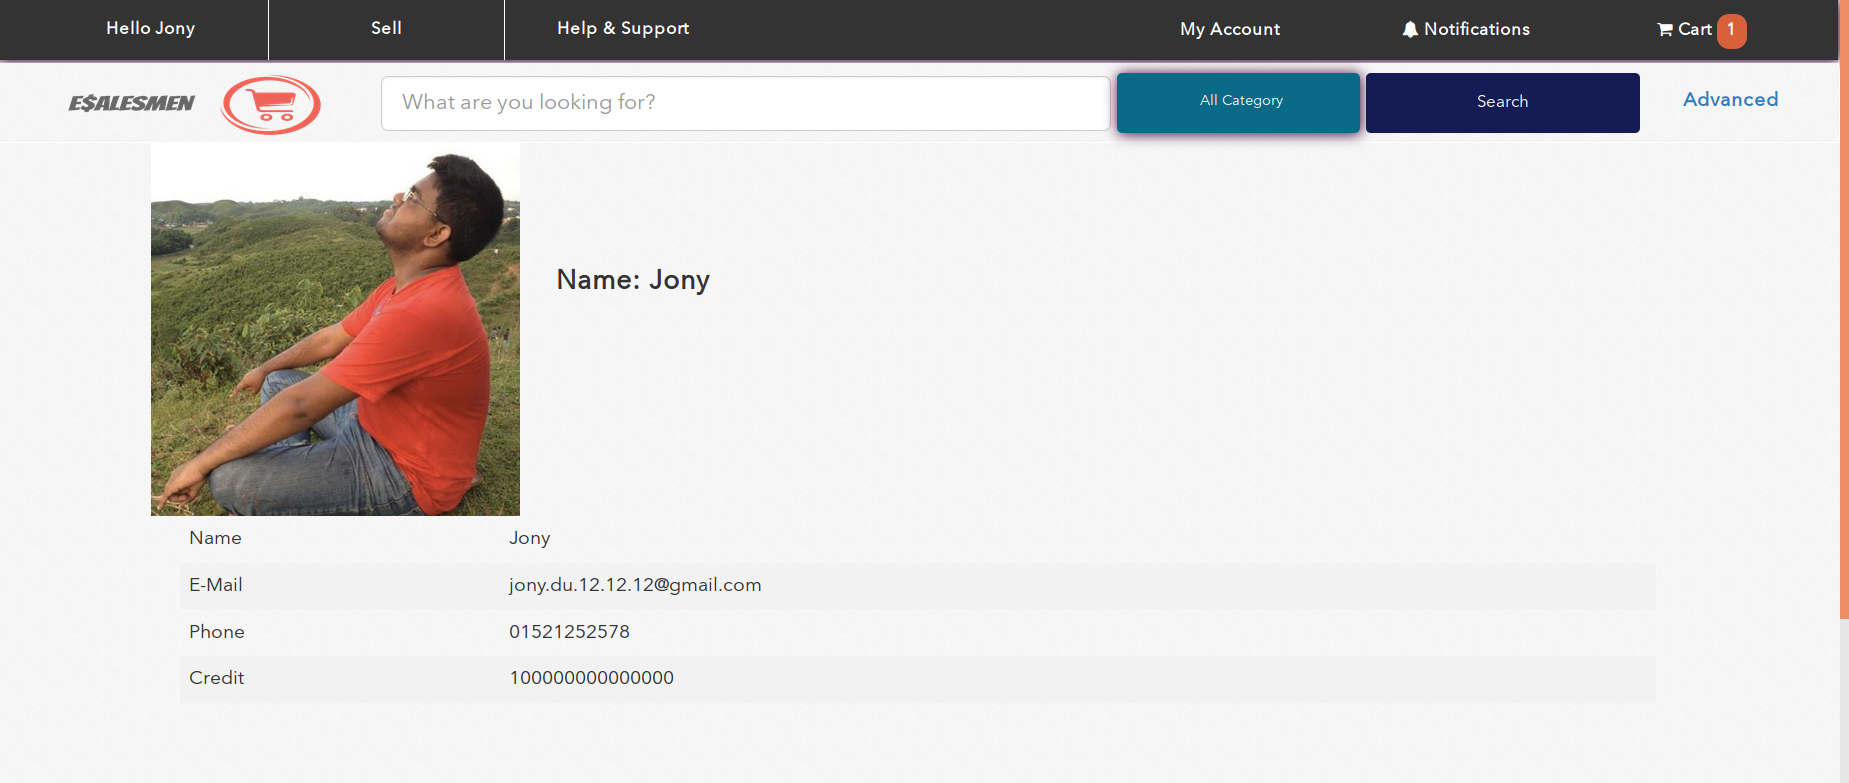 Hello Jony Sell Help & Support My Account Notifications Cart 1
E$ALESMEN What are you looking for? All Category Search Advanced
Name: Jony
Name Jony
E-Mail jony.du.12.12.12@gmail.com
Phone 01521252578
Credit 100000000000000